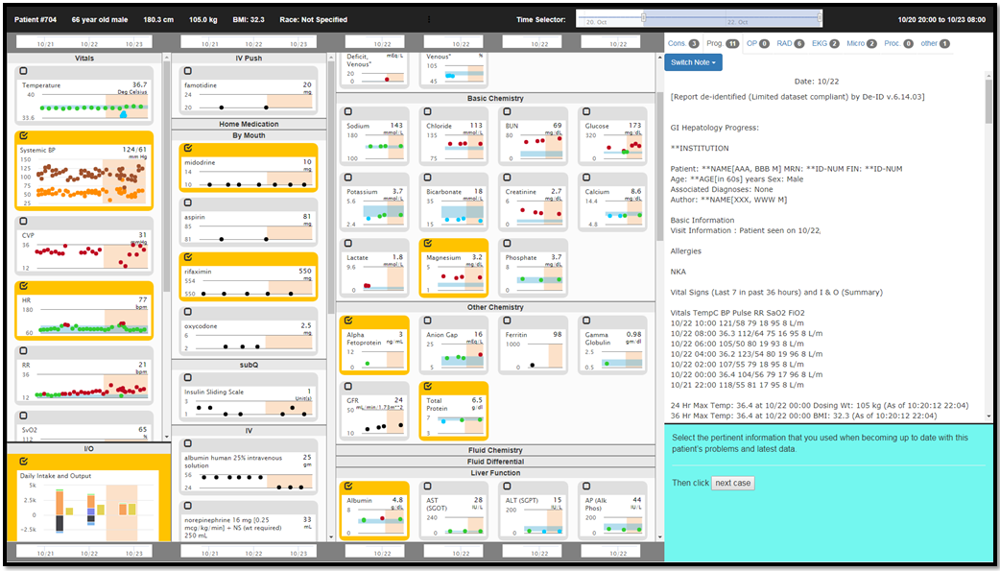 Patient #704 66 year old male 180.3 cm 105.0 kg BMI: 32.3 Race: Not Specified Time Selector: 20. Oct 22. Oct 10/20 20:00 to 10/23 08:00
10/21 10/22 10/23
10/21 10/22 10/23
10/22 10/22 10/22 10/22
Vitals
Temperature 36.7
Deg Celsius
40
33.6
Systemic BP 124/61
mm Hg
150
125
100
75
50
25
CVP 31
mmHg
36
12
HR 77
bpm
180
60
RR 21
bpm
36
12
SvO2 65
%
I/O
Daily Intake and Output
5k
2.5k
0
-2.5k
10/21 10/22 10/23
IV Push
famotidine 20
mg
24
20
Home Medication
By Mouth
midodrine 10
mg
14
10
aspirin 81
mg
85
81
rifaximin 550
mg
554
550
oxycodone 2.5
mg
6
2
subQ
Insulin Sliding Scale 1
Unit(s)
3
1
IV
albumin human 25% intravenous solution 25
gm
56
24
norepinephrine 16 mg [0.25 mcg/kg/min] + NS (wt required) 250 mL 33
mL
10/21 10/22 10/23
Deficit, Venous" mEq/L
20
0
Venous" %
105
45
Basic Chemistry
Sodium 143
mmol/L
180
100
Chloride 113
mmol/L
135
75
BUN 69
mg/dL
80
0
Glucose 173
mg/dL
320
0
Potassium 3.7
mmol/L
5.6
2.4
Bicarbonate 18
mmol/L
35
15
Creatinine 2.7
mg/dL
6
0
Calcium 8.6
mg/dL
14.4
4.8
Lactate 1.8
mmol/L
9.6
0
Magnesium 3.2
mg/dL
5
1
Phosphate 3.7
mg/dL
8
0
Other Chemistry
Alpha Fetoprotein 3
ng/mL
12
0
Anion Gap 16
mEq/L
25
5
Ferritin 98
1000
0
Gamma Globulin 0.98
gm/dl
2.5
0.5
GFR 24
mL/min/1.73m**2
50
10
Total Protein 6.5
g/dl
7
3
Fluid Chemistry
Fluid Differential
Liver Function
Albumin 4.8
g/dL
8
0
AST (SGOT) 28
IU/L
240
0
ALT (SGPT) 15
IU/L
200
0
AP (Alk Phos) 44
IU/L
200
0
10/22 10/22 10/22 10/22
Cons. 3 Prog. 11 OP 0 RAD 6 EKG 2 Micro 2 Proc. 0 other 1
Switch Note
Date: 10/22
[Report de-identified (Limited dataset compliant) by De-ID v.6.14.03]
GI Hepatology Progress:
**INSTITUTION
Patient: **NAME[AAA, BBB M] MRN: **ID-NUM FIN: **ID-NUM
Age: **AGE[in 60s] years Sex: Male
Associated Diagnoses: None
Author: **NAME[XXX, WWW M]
Basic Information
Visit Information : Patient seen on 10/22,
Allergies
NKA
Vital Signs (Last 7 in past 36 hours) and I & O (Summary)
Vitals TempC BP Pulse RR SaO2 FiO2
10/22 10:00 121/58 79 18 95 8 L/m
10/22 08:00 36.3 112/64 75 16 95 8 L/m
10/22 06:00 105/50 80 19 93 8 L/m
10/22 04:00 36.2 123/54 80 19 96 8 L/m
10/22 02:00 107/55 79 18 95 8 L/m
10/22 00:00 36.4 104/56 79 17 96 8 L/m
10/21 22:00 118/55 81 17 95 8 L/m
24 Hr Max Temp: 36.4 at 10/22 00:00 Dosing Wt: 105 kg (As of 10:20:12 22:04)
36 Hr Max Temp: 36.4 at 10/22 00:00 BMI: 32.3 (As of 10:20:12 22:04)
Select the pertinent information that you used when becoming up to date with this
patient's problems and latest data.
Then click next case